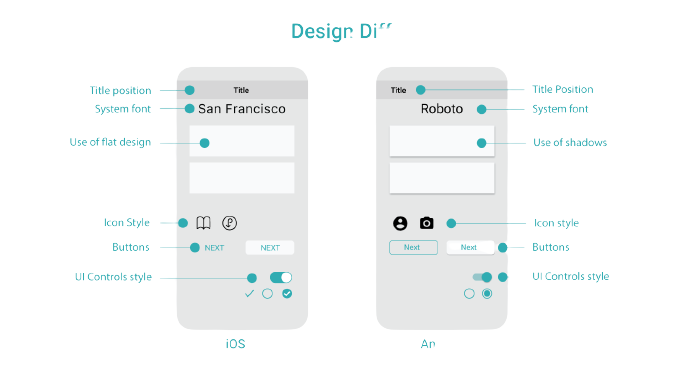 Design
Title position
Title
System font
San Francisco
Use of flat design
Icon Style
Buttons
NEXT
NEXT
UI Controls style
iOS
Title
Title Position
Roboto
System font
Use of shadows
Icon style
Next
Next
Buttons
UI Controls style